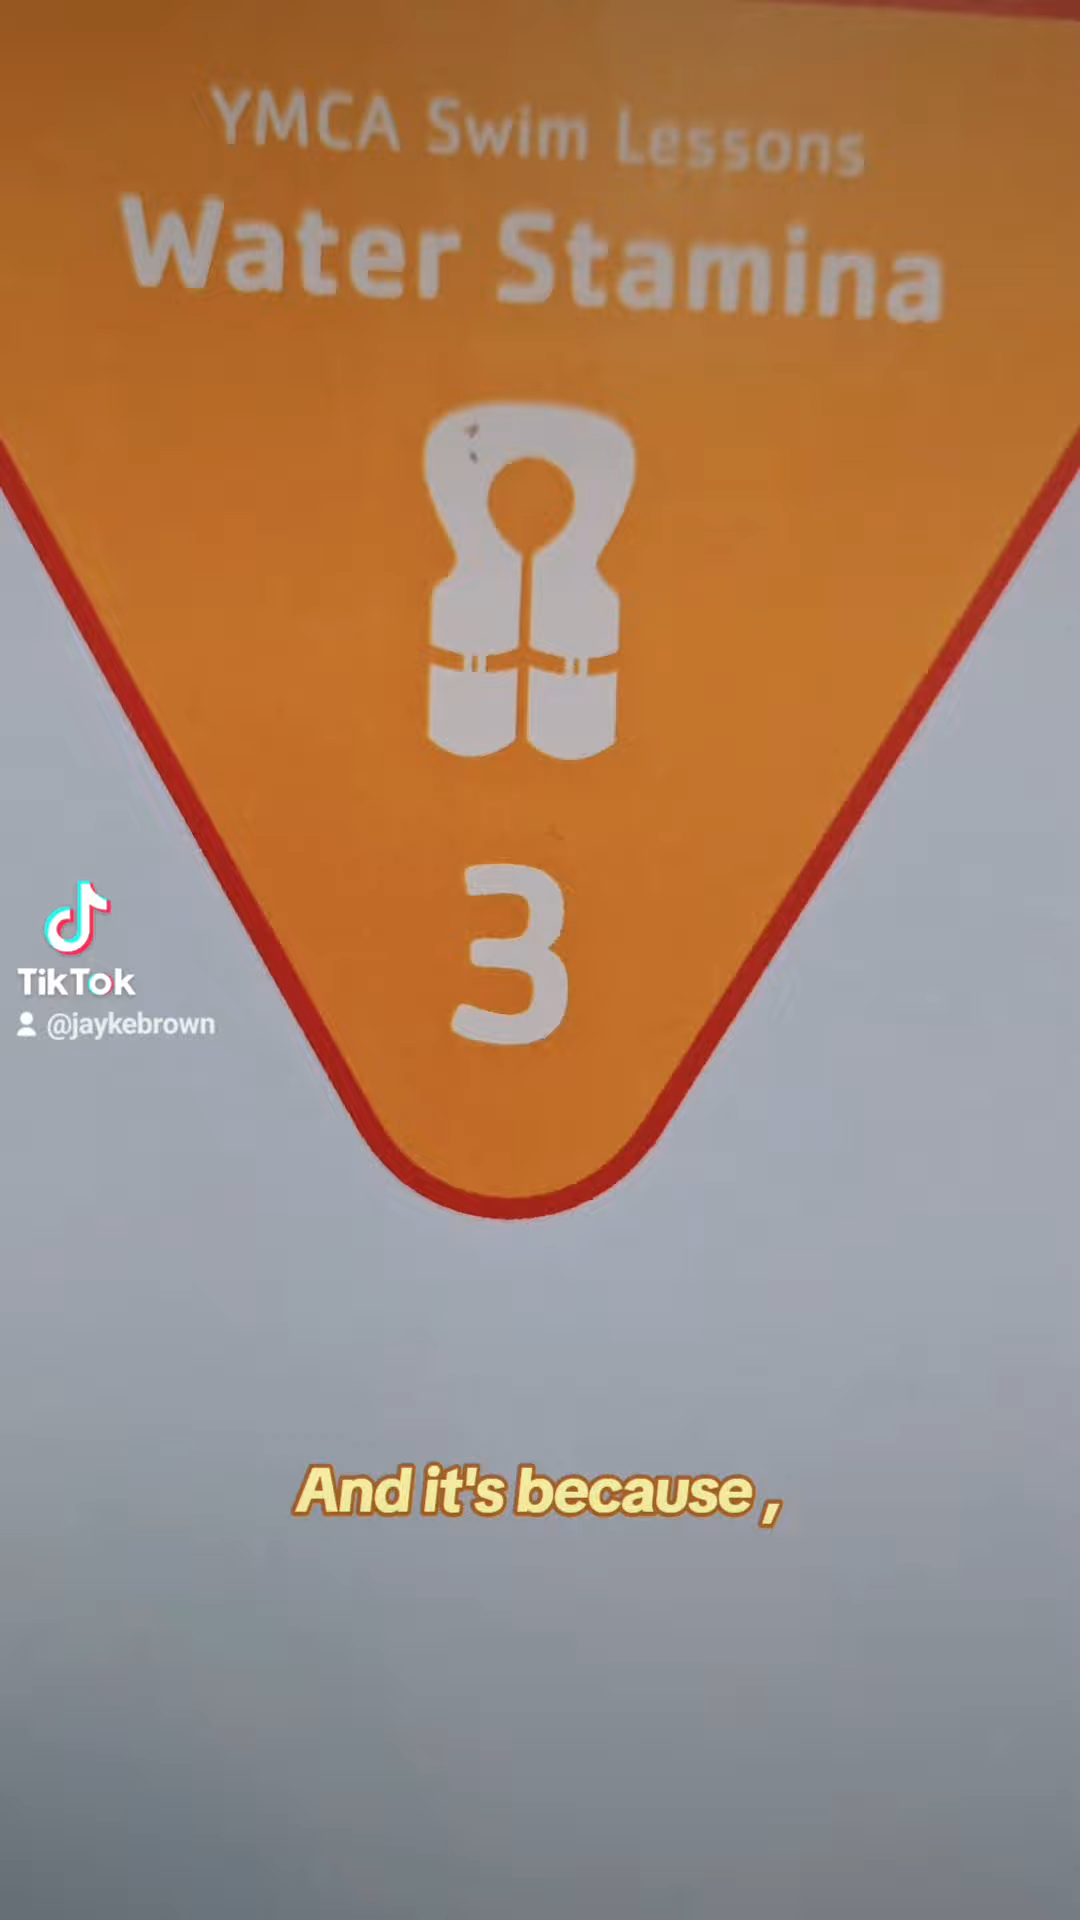 YMCA Swim Lessons
Water Stamina
3
TikTok
@jaykebrown
And it's because ,